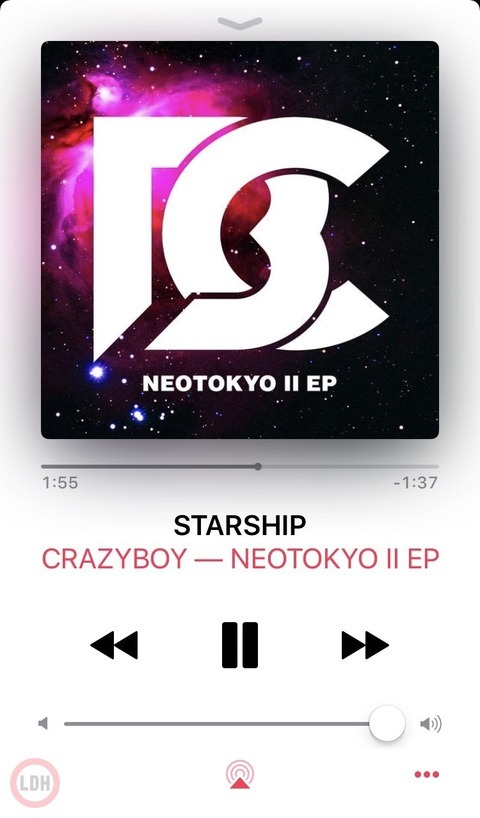 NEOTOKYO II EP
1:55
-1:37
STARSHIP
CRAZYBOY — NEOTOKYO II EP
LDH